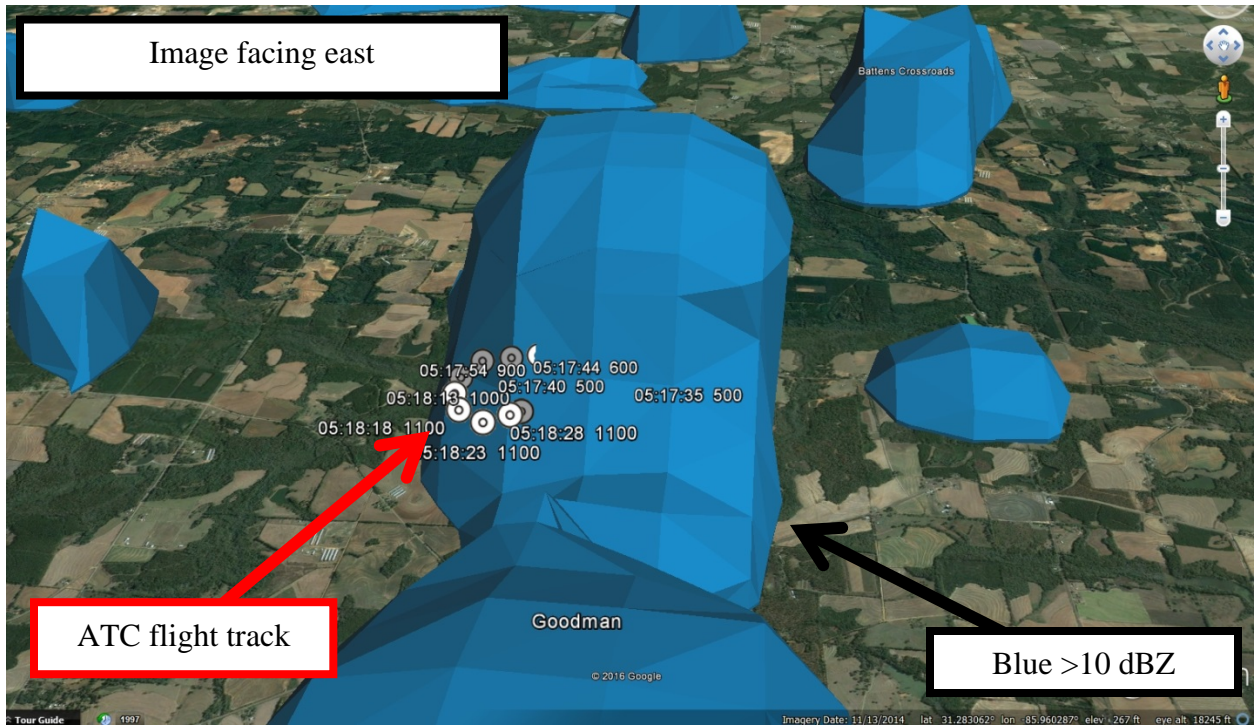 Image facing east
Battens Crossroads
05:17:54 900
05:17:44 600
05:17:40 500
05:17:35 500
05:18:13 1000
05:18:18 1100
05:18:28 1100
05:18:23 1100
ATC flight track
Goodman
Blue >10 dBZ
© 2016 Google
Tour Guide
1997
Imagery Date: 11/13/2014 lat 31.283062° lon 85.960287° elev 267 ft eye alt 18245 ft